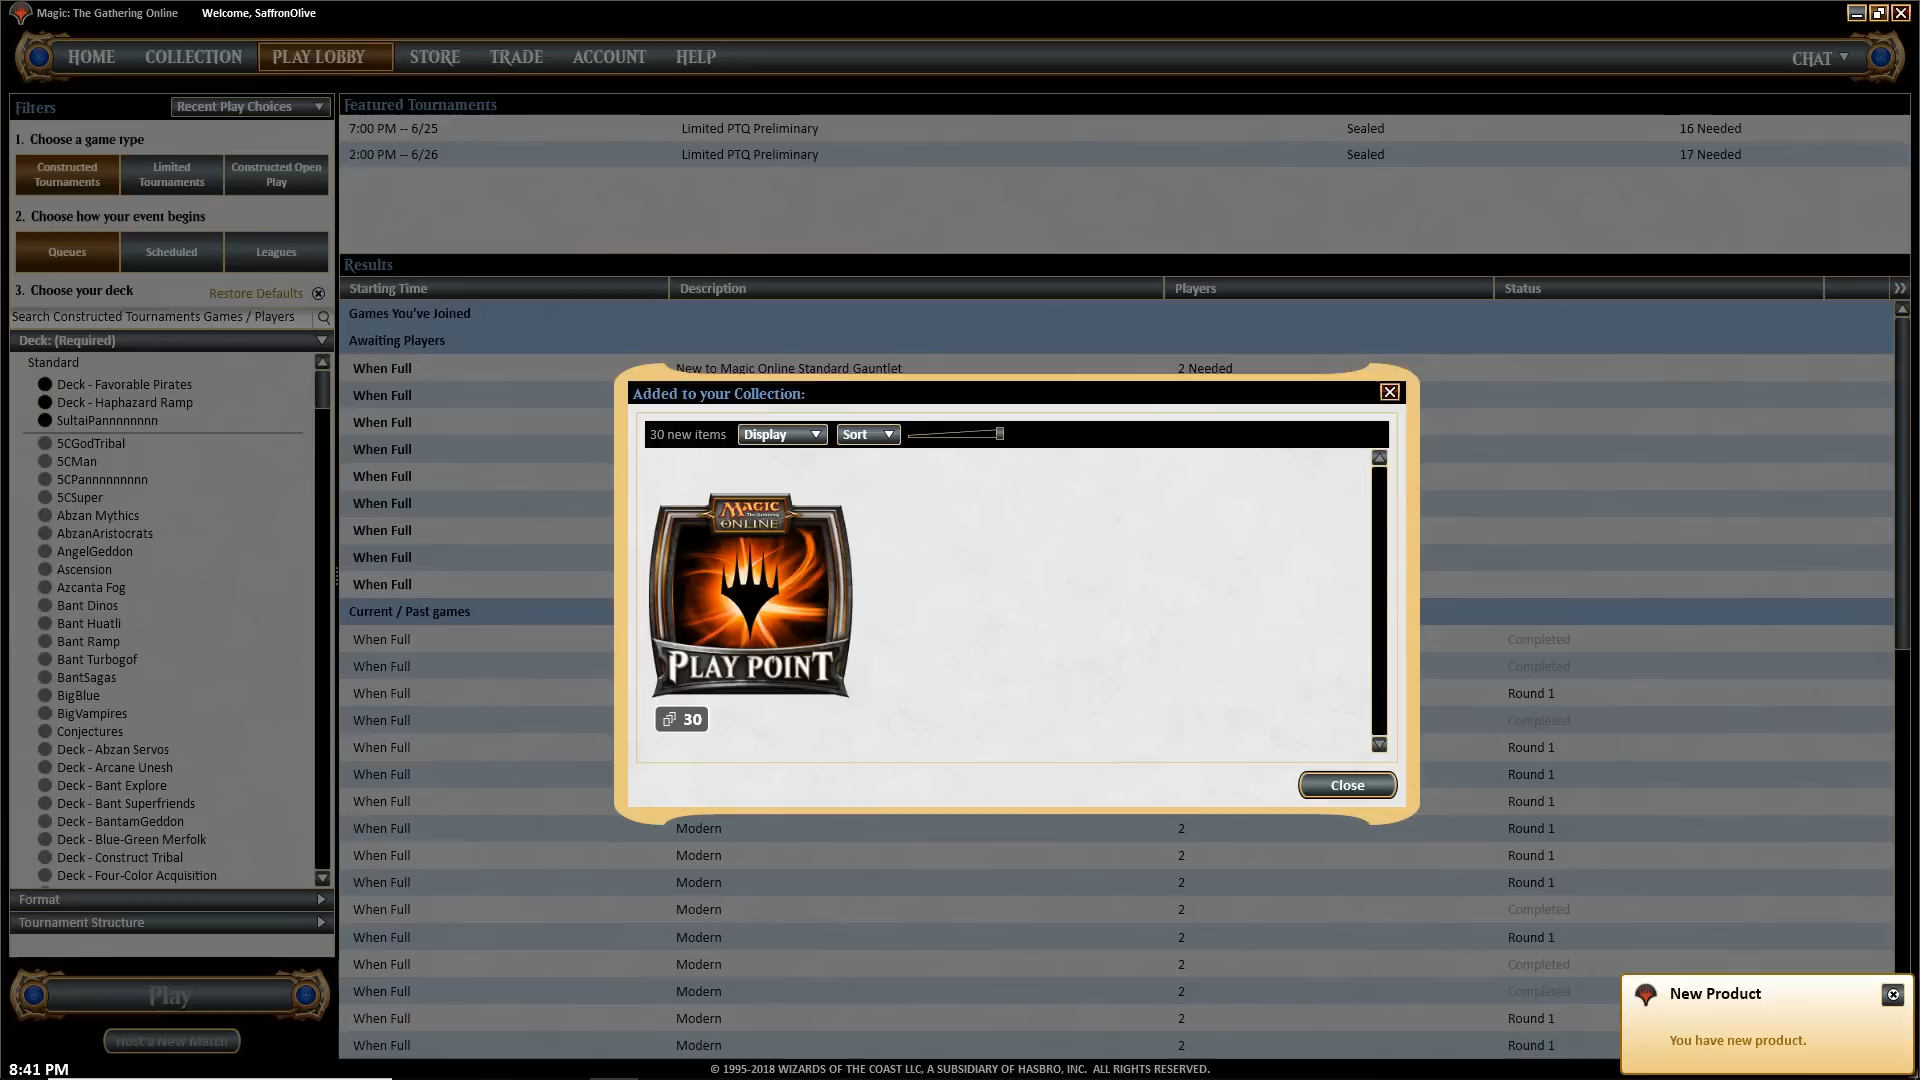 Magic: The Gathering Online Welcome, SaffronOlive
HOME COLLECTION PLAY LOBBY STORE TRADE ACCOUNT HELP CHAT
Filters Recent Play Choices
1. Choose a game type
Constructed Tournaments Limited Tournaments Constructed Open Play
2. Choose how your event begins
Queues Scheduled Leagues
3. Choose your deck Restore Defaults
Search Constructed Tournaments Games / Players
Deck: (Required)
Standard
Deck - Favorable Pirates
Deck - Haphazard Ramp
SultaiPannnnnnnn
5CGodTribal
5CMan
5CPannnnnnnnn
5CSuper
Abzan Mythics
AbzanAristocrats
AngelGeddon
Ascension
Azcanta Fog
Bant Dinos
Bant Huatli
Bant Ramp
Bant Turbogof
BantSagas
BigBlue
BigVampires
Conjectures
Deck - Abzan Servos
Deck - Arcane Unesh
Deck - Bant Explore
Deck - Bant Superfriends
Deck - BantamGeddon
Deck - Blue-Green Merfolk
Deck - Construct Tribal
Deck - Four-Color Acquisition
Format
Tournament Structure
Play
Host a New Match
8:41 PM
Featured Tournaments
7:00 PM -- 6/25 Limited PTQ Preliminary Sealed 16 Needed
2:00 PM -- 6/26 Limited PTQ Preliminary Sealed 17 Needed
Results
Starting Time Description Players Status
Games You've Joined
Awaiting Players
When Full New to Magic Online Standard Gauntlet 2 Needed
When Full
When Full
When Full
When Full
When Full
When Full
When Full
When Full
Current / Past games
When Full Completed
When Full Completed
When Full Round 1
When Full Completed
When Full Round 1
When Full Round 1
When Full Round 1
When Full Modern 2 Round 1
When Full Modern 2 Round 1
When Full Modern 2 Round 1
When Full Modern 2 Completed
When Full Modern 2 Round 1
When Full Modern 2 Completed
When Full Modern 2 Completed
When Full Modern 2 Round 1
When Full Modern 2 Round 1
Added to your Collection:
30 new items Display Sort
MAGIC
The Gathering
ONLINE
PLAY POINT
30
Close
New Product
You have new product.
© 1995-2018 WIZARDS OF THE COAST LLC, A SUBSIDIARY OF HASBRO, INC. ALL RIGHTS RESERVED.